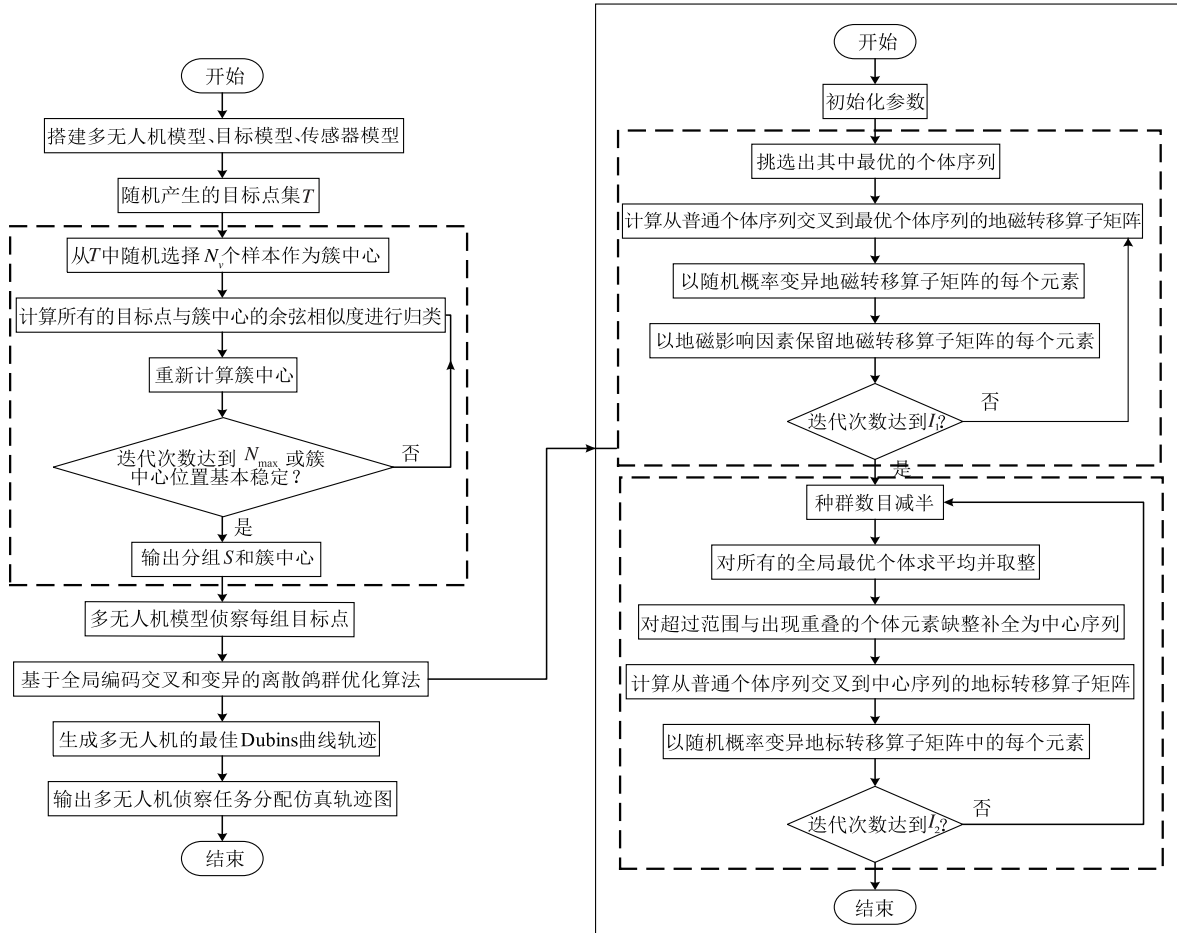 开始
搭建多无人机模型、目标模型、传感器模型
随机产生的目标点集T
从T中随机选择Nv个样本作为簇中心
计算所有的目标点与簇中心的余弦相似度进行归类
重新计算簇中心
迭代次数达到 Nmax 或簇
中心位置基本稳定?
否
是
输出分组S和簇中心
多无人机模型侦察每组目标点
基于全局编码交叉和变异的离散鸽群优化算法
生成多无人机的最佳Dubins曲线轨迹
输出多无人机侦察任务分配仿真轨迹图
结束
开始
初始化参数
挑选出其中最优的个体序列
计算从普通个体序列交叉到最优个体序列的地磁转移算子矩阵
以随机概率变异地磁转移算子矩阵的每个元素
以地磁影响因素保留地磁转移算子矩阵的每个元素
迭代次数达到I1?
否
是
种群数目减半
对所有的全局最优个体求平均并取整
对超过范围与出现重叠的个体元素缺整补全为中心序列
计算从普通个体序列交叉到中心序列的地标转移算子矩阵
以随机概率变异地标转移算子矩阵中的每个元素
迭代次数达到I2?
否
结束